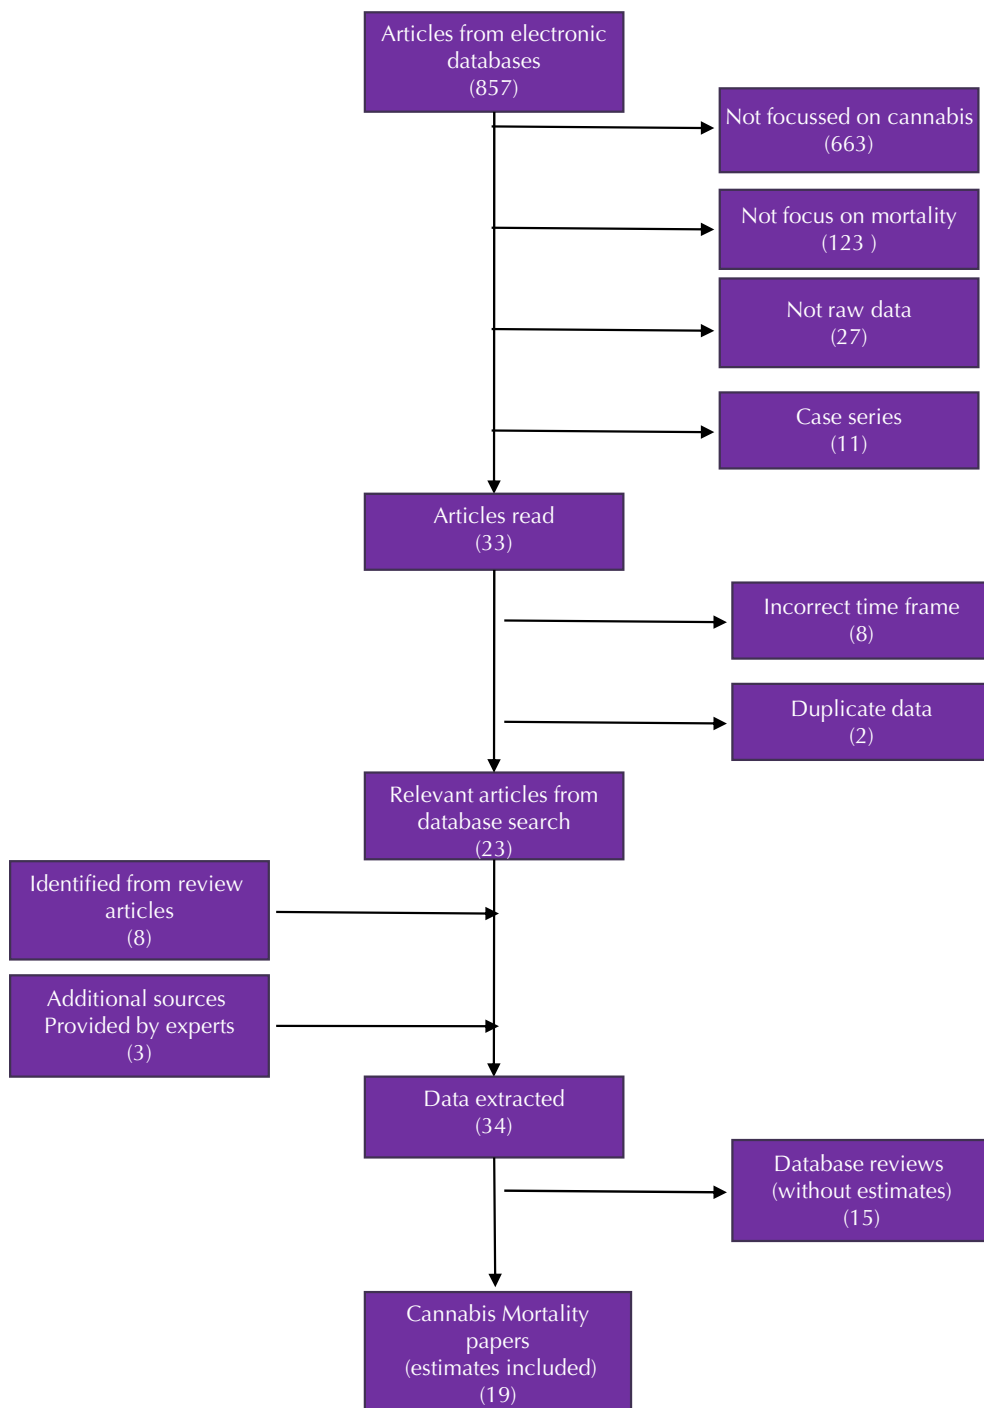 Articles from electronic
databases
(857)
Not focussed on cannabis
(663)
Not focus on mortality
(123 )
Not raw data
(27)
Case series
(11)
Articles read
(33)
Incorrect time frame
(8)
Duplicate data
(2)
Relevant articles from
database search
(23)
Identified from review
articles
(8)
Additional sources
Provided by experts
(3)
Data extracted
(34)
Database reviews
(without estimates)
(15)
Cannabis Mortality
papers
(estimates included)
(19)